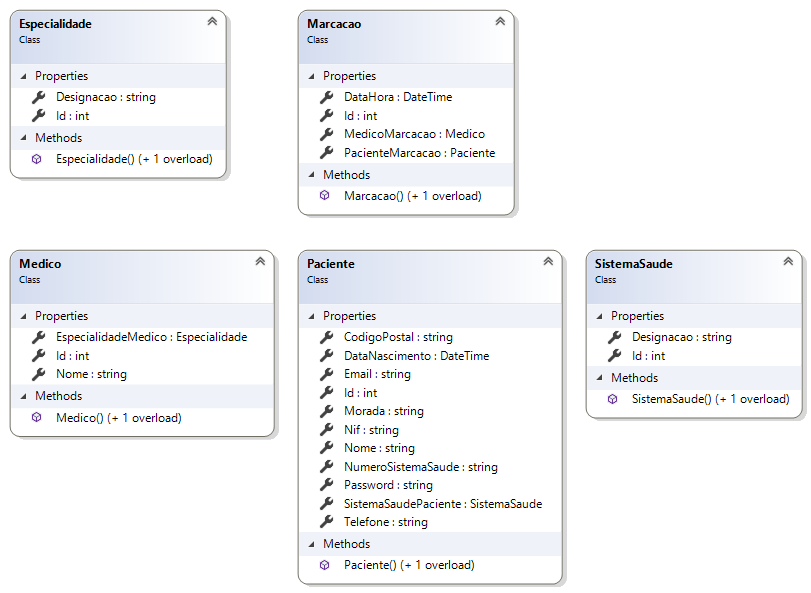 Especialidade
Class
Properties
Designacao : string
Id : int
Methods
Especialidade() (+ 1 overload)
Marcacao
Class
Properties
DataHora : DateTime
Id : int
MedicoMarcacao : Medico
PacienteMarcacao : Paciente
Methods
Marcacao() (+ 1 overload)
Medico
Class
Properties
EspecialidadeMedico : Especialidade
Id : int
Nome : string
Methods
Medico() (+ 1 overload)
Paciente
Class
Properties
CodigoPostal : string
DataNascimento : DateTime
Email : string
Id : int
Morada : string
Nif : string
Nome : string
NumeroSistemaSaude : string
Password : string
SistemaSaudePaciente : SistemaSaude
Telefone : string
Methods
Paciente() (+ 1 overload)
SistemaSaude
Class
Properties
Designacao : string
Id : int
Methods
SistemaSaude() (+ 1 overload)